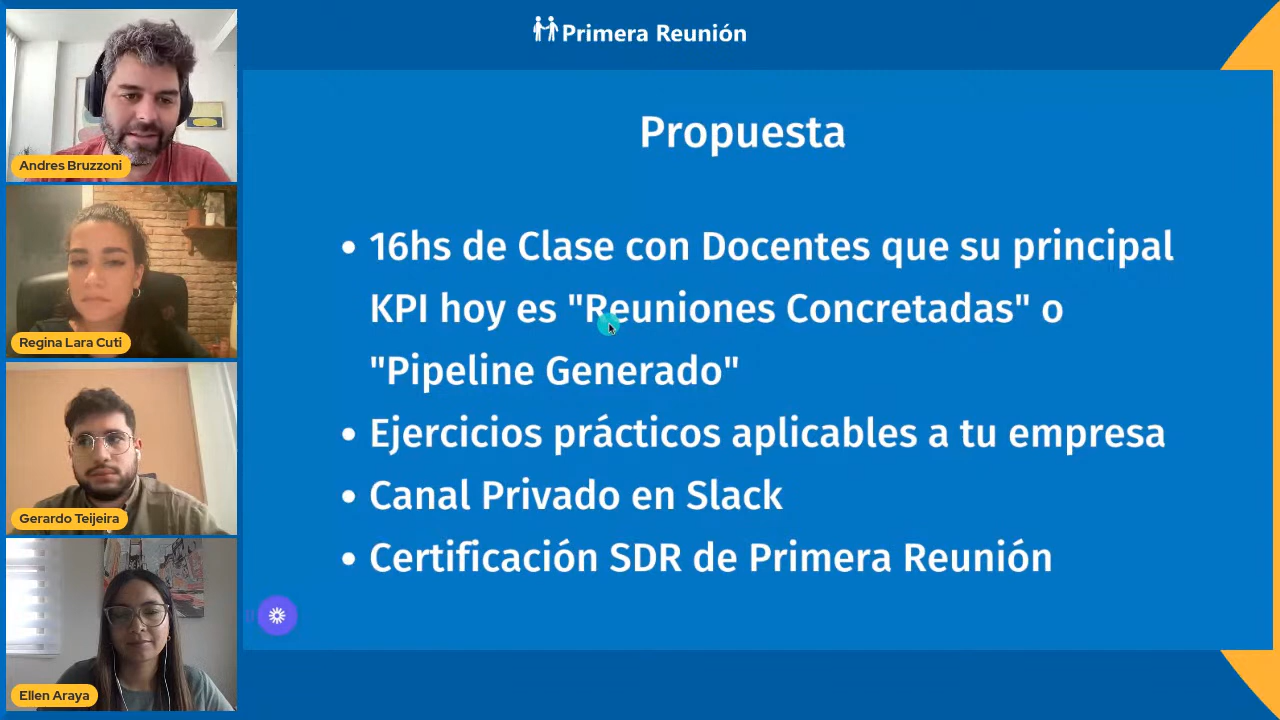 Primera Reunión
Propuesta
• 16hs de Clase con Docentes que su principal
KPI hoy es "Reuniones Concretadas" o
"Pipeline Generado"
• Ejercicios prácticos aplicables a tu empresa
• Canal Privado en Slack
• Certificación SDR de Primera Reunión
Andres Bruzzoni
Regina Lara Cuti
Gerardo Teijeira
Ellen Araya